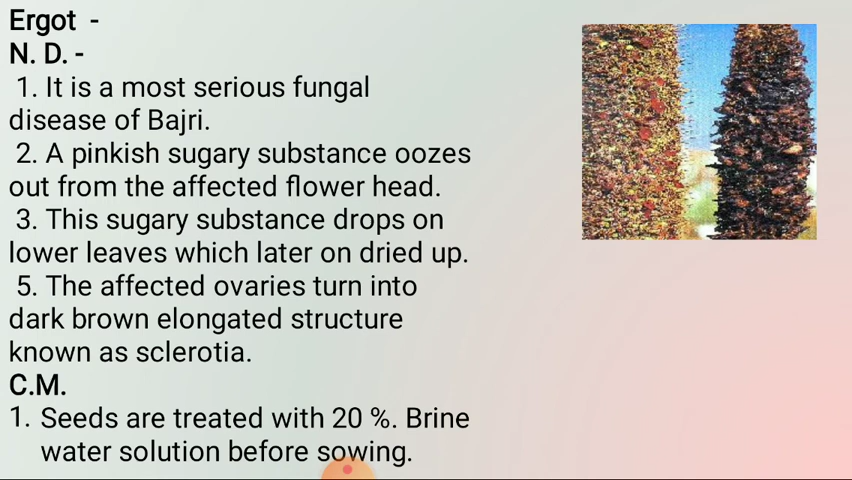 Ergot -
N. D. -
1. It is a most serious fungal
disease of Bajri.
2. A pinkish sugary substance oozes
out from the affected flower head.
3. This sugary substance drops on
lower leaves which later on dried up.
5. The affected ovaries turn into
dark brown elongated structure
known as sclerotia.
C.M.
1. Seeds are treated with 20 %. Brine
water solution before sowing.